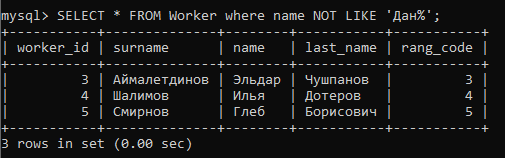 mysql> SELECT * FROM Worker where name NOT LIKE 'Дан%';
+-----------+--------------+--------+-----------+-----------+
| worker_id | surname      | name   | last_name | rang_code |
+-----------+--------------+--------+-----------+-----------+
|         3 | Аймалетдинов | Эльдар | Чушпанов  |         3 |
|         4 | Шалимов      | Илья   | Дотеров   |         4 |
|         5 | Смирнов      | Глеб   | Борисович |         5 |
+-----------+--------------+--------+-----------+-----------+
3 rows in set (0.00 sec)